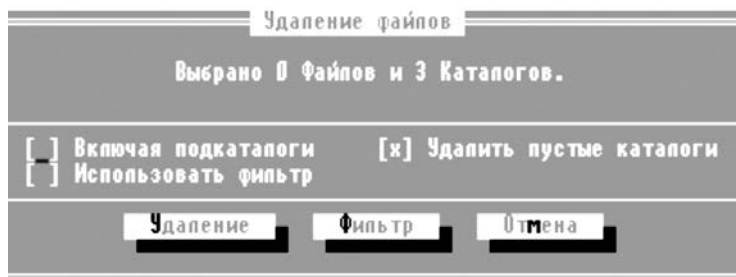 Удаление файлов
Выбрано 0 Файлов и 3 Каталогов.
[_] Включая подкаталоги [x] Удалить пустые каталоги
[ ] Использовать фильтр
Удаление Фильтр Отмена